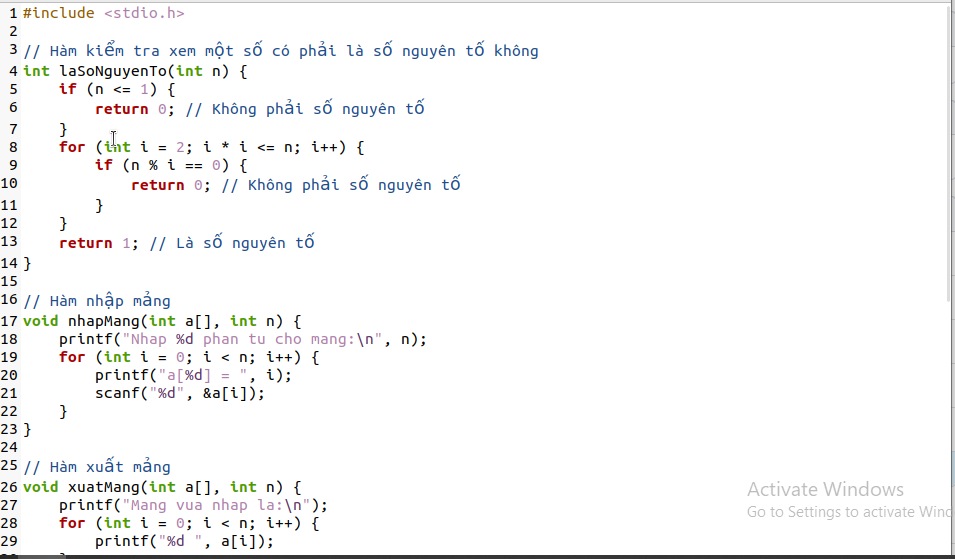 1 #include <stdio.h>
2
3 // Hàm kiểm tra xem một số có phải là số nguyên tố không
4 int laSoNguyenTo(int n) {
5     if (n <= 1) {
6         return 0; // Không phải số nguyên tố
7     }
8     for (int i = 2; i * i <= n; i++) {
9         if (n % i == 0) {
10             return 0; // Không phải số nguyên tố
11         }
12     }
13     return 1; // Là số nguyên tố
14 }
15
16 // Hàm nhập mảng
17 void nhapMang(int a[], int n) {
18     printf("Nhap %d phan tu cho mang:\n", n);
19     for (int i = 0; i < n; i++) {
20         printf("a[%d] = ", i);
21         scanf("%d", &a[i]);
22     }
23 }
24
25 // Hàm xuất mảng
26 void xuatMang(int a[], int n) {
27     printf("Mang vua nhap la:\n");
28     for (int i = 0; i < n; i++) {
29         printf("%d ", a[i]);
Activate Windows
Go to Settings to activate Wind